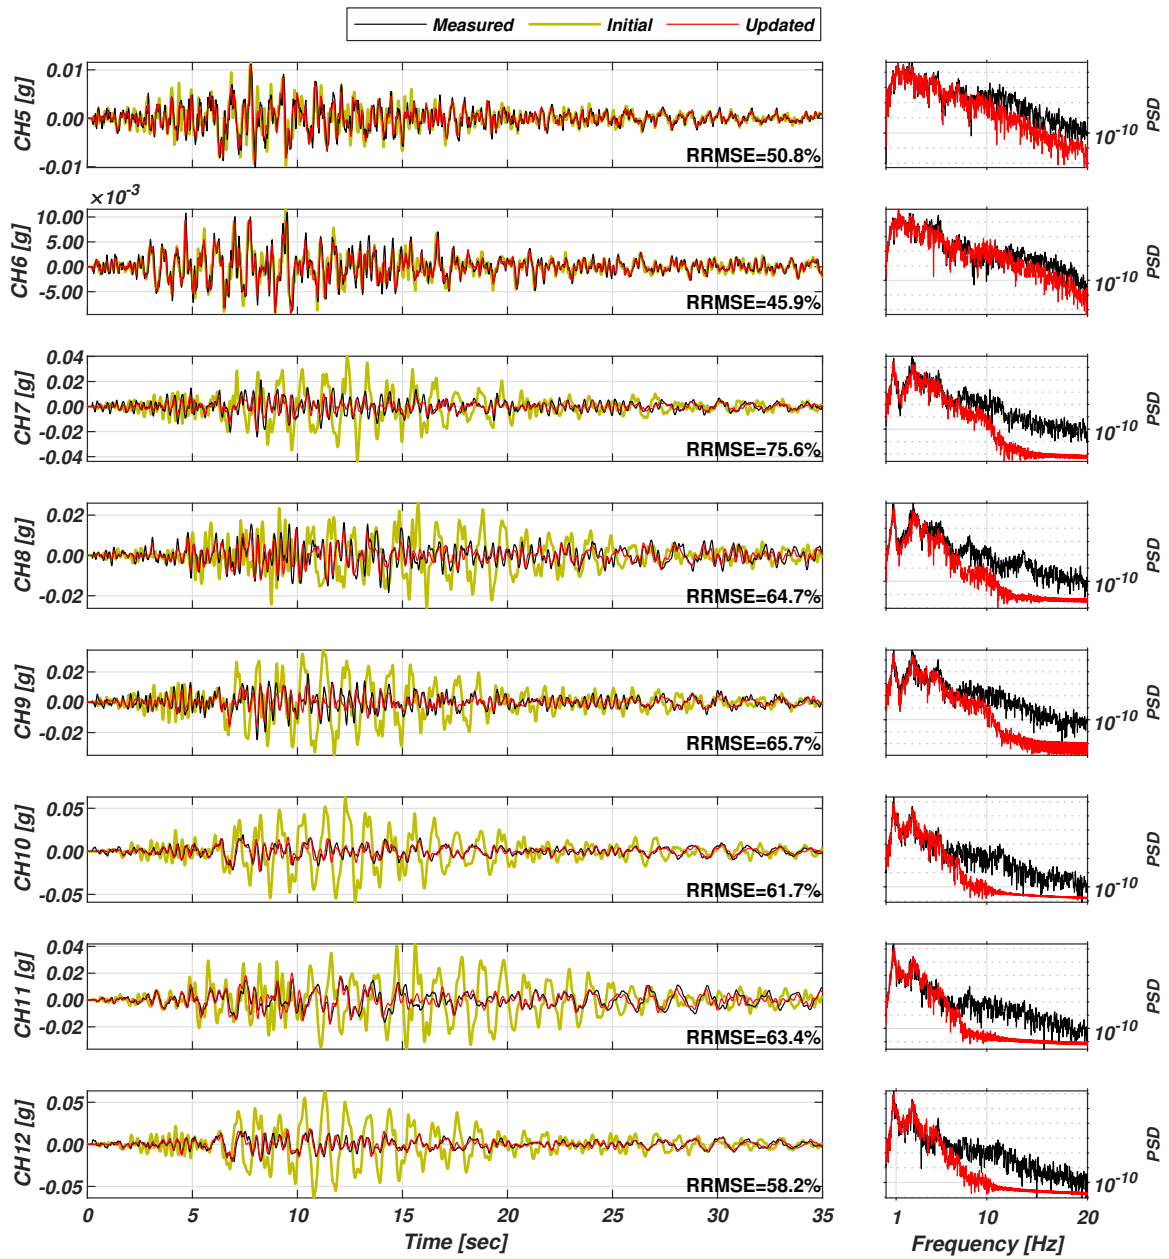 Measured Initial Updated
0.01
0.00
-0.01
CH5 [g]
RRMSE=50.8%
10^-10
PSD
×10^-3
10.00
5.00
0.00
-5.00
CH6 [g]
RRMSE=45.9%
10^-10
PSD
0.04
0.02
0.00
-0.02
-0.04
CH7 [g]
RRMSE=75.6%
10^-10
PSD
0.02
0.00
-0.02
CH8 [g]
RRMSE=64.7%
10^-10
PSD
0.02
0.00
-0.02
CH9 [g]
RRMSE=65.7%
10^-10
PSD
0.05
0.00
-0.05
CH10 [g]
RRMSE=61.7%
10^-10
PSD
0.04
0.02
0.00
-0.02
CH11 [g]
RRMSE=63.4%
10^-10
PSD
0.05
0.00
-0.05
CH12 [g]
RRMSE=58.2%
10^-10
PSD
0 5 10 15 20 25 30 35
1 10 20
Time [sec]
Frequency [Hz]